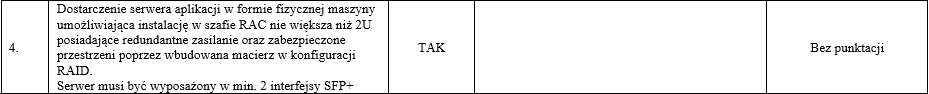 Dostarczenie serwera aplikacji w formie fizycznej maszyny
umożliwiająca instalację w szafie RAC nie większa niż 2U
posiadające redundantne zasilanie oraz zabezpieczone
4. przestrzeni poprzez wbudowana macierz w konfiguracji TAK Bez punktacji
RAID.
Serwer musi być wyposażony w min. 2 interfejsy SFP+